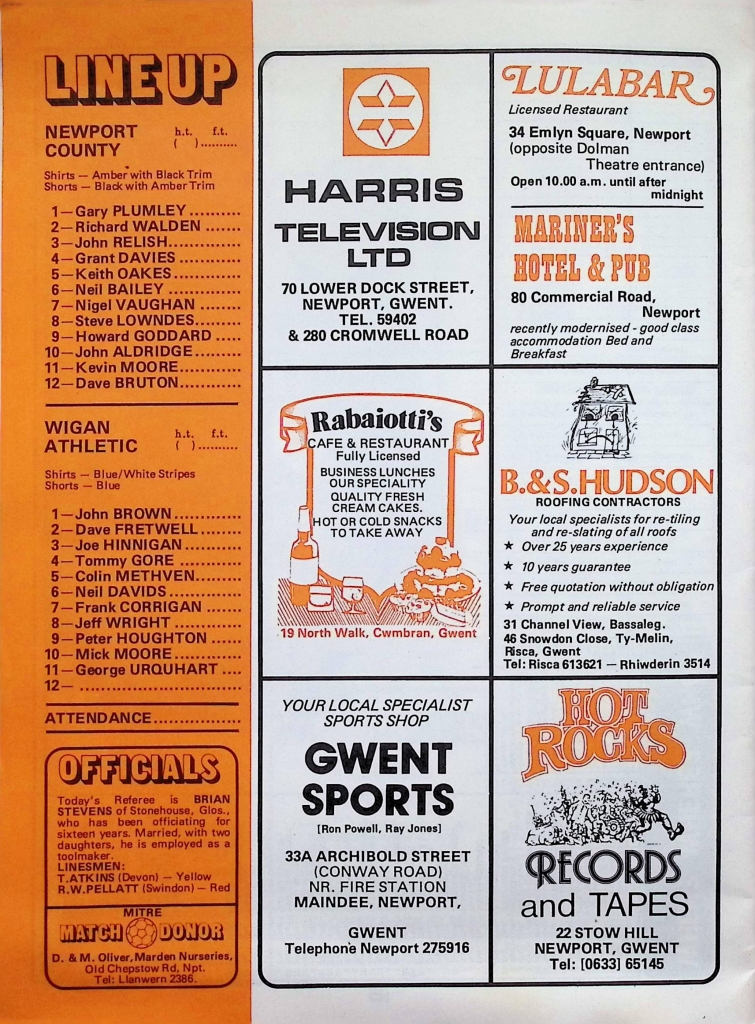 LINE UP
NEWPORT h.t. f.t.
COUNTY ( )..........
Shirts — Amber with Black Trim
Shorts — Black with Amber Trim
1—Gary PLUMLEY...........
2—Richard WALDEN........
3—John RELISH..............
4—Grant DAVIES............
5—Keith OAKES.............
6—Neil BAILEY..............
7—Nigel VAUGHAN.........
8—Steve LOWNDES.........
9—Howard GODDARD.....
10—John ALDRIDGE.........
11—Kevin MOORE............
12—Dave BRUTON............
WIGAN h.t. f.t.
ATHLETIC ( )..........
Shirts — Blue/White Stripes
Shorts — Blue
1—John BROWN.............
2—Dave FRETWELL.........
3—Joe HINNIGAN...........
4—Tommy GORE............
5—Colin METHVEN.........
6—Neil DAVIDS..............
7—Frank CORRIGAN.......
8—Jeff WRIGHT.............
9—Peter HOUGHTON......
10—Mick MOORE.............
11—George URQUHART....
12— ............................
ATTENDANCE..................
OFFICIALS
Today's Referee is BRIAN
STEVENS of Stonehouse, Glos.,
who has been officiating for
sixteen years. Married, with two
daughters, he is employed as a
toolmaker.
LINESMEN:
T.ATKINS (Devon) — Yellow
R.W.PELLATT (Swindon) — Red
MITRE
MATCH DONOR
D. & M. Oliver, Marden Nurseries,
Old Chepstow Rd, Npt.
Tel: Llanwern 2386.
HARRIS
TELEVISION
LTD
70 LOWER DOCK STREET,
NEWPORT, GWENT.
TEL. 59402
& 280 CROMWELL ROAD
LULABAR
Licensed Restaurant
34 Emlyn Square, Newport
(opposite Dolman
Theatre entrance)
Open 10.00 a.m. until after
midnight
MARINER'S
HOTEL & PUB
80 Commercial Road,
Newport
recently modernised - good class
accommodation Bed and
Breakfast
Rabaiotti's
CAFE & RESTAURANT
Fully Licensed
BUSINESS LUNCHES
OUR SPECIALITY
QUALITY FRESH
CREAM CAKES.
HOT OR COLD SNACKS
TO TAKE AWAY
19 North Walk, Cwmbran, Gwent
B.&S.HUDSON
ROOFING CONTRACTORS
Your local specialists for re-tiling
and re-slating of all roofs
★ Over 25 years experience
★ 10 years guarantee
★ Free quotation without obligation
★ Prompt and reliable service
31 Channel View, Bassaleg.
46 Snowdon Close, Ty-Melin,
Risca, Gwent
Tel: Risca 613621 — Rhiwderin 3514
YOUR LOCAL SPECIALIST
SPORTS SHOP
GWENT
SPORTS
[Ron Powell, Ray Jones]
33A ARCHIBOLD STREET
(CONWAY ROAD)
NR. FIRE STATION
MAINDEE, NEWPORT,
GWENT
Telephone Newport 275916
HOT
ROCKS
RECORDS
and TAPES
22 STOW HILL
NEWPORT, GWENT
Tel: [0633] 65145